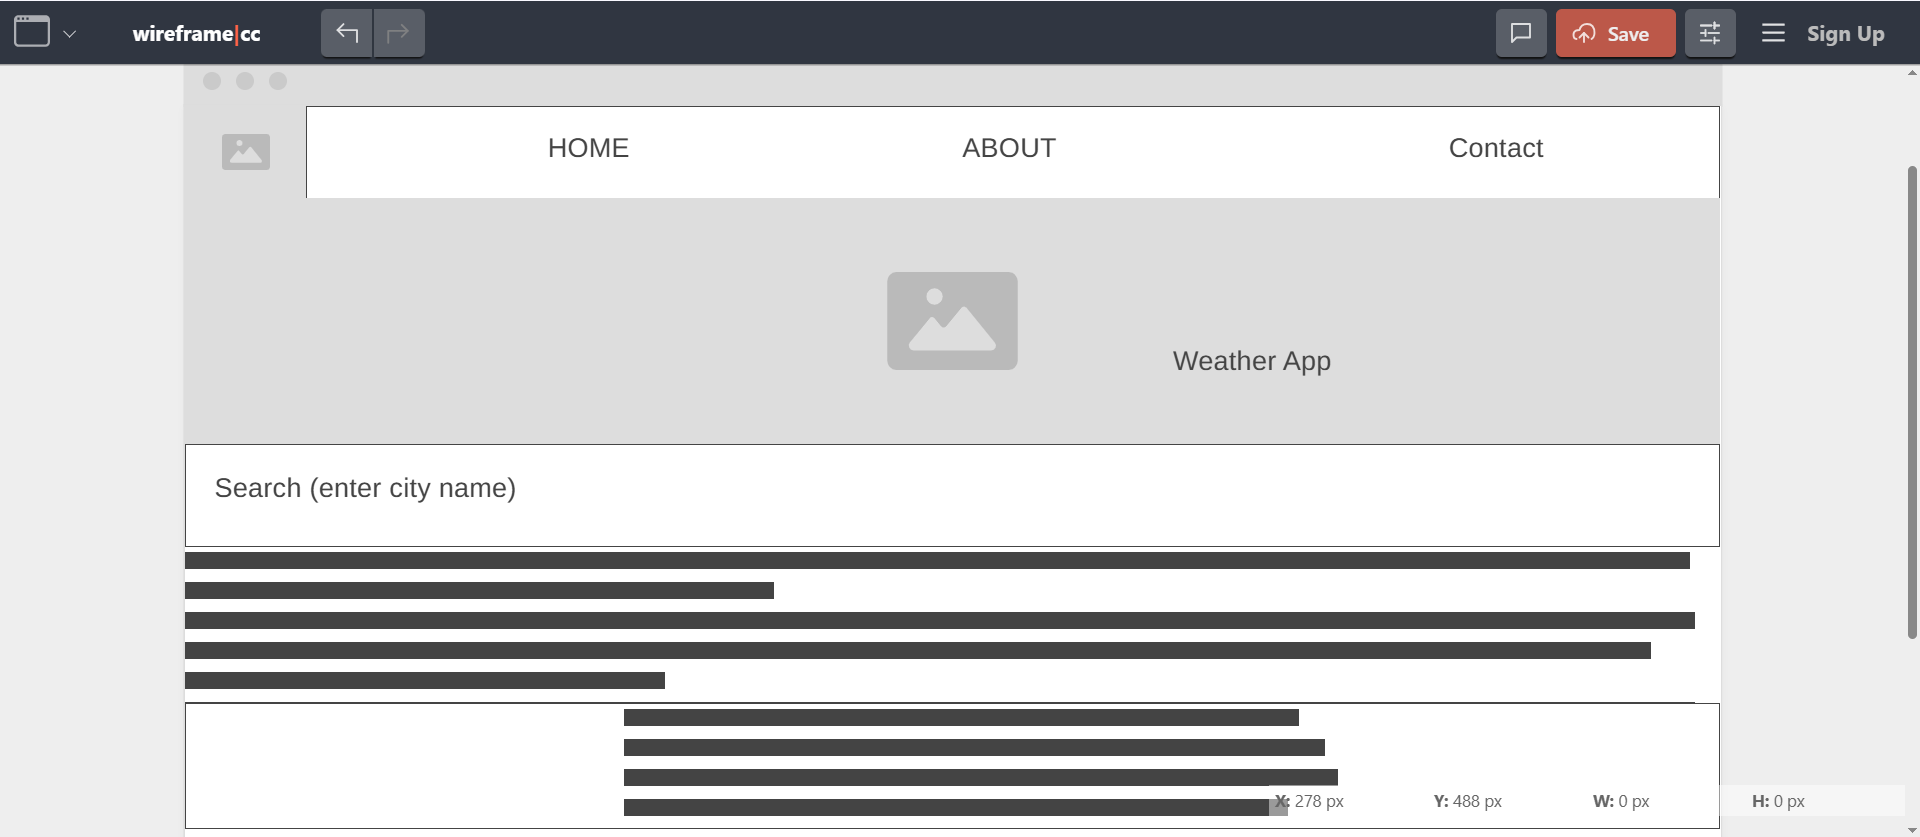 wireframe|cc
Save
Sign Up
HOME ABOUT Contact
Weather App
Search (enter city name)
X: 278 px Y: 488 px W: 0 px H: 0 px